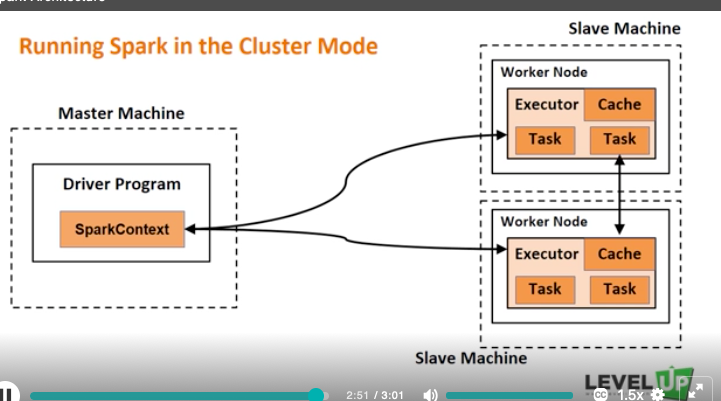 Running Spark in the Cluster Mode
Slave Machine
Worker Node
Executor Cache
Task Task
Master Machine
Driver Program
SparkContext
Worker Node
Executor Cache
Task Task
Slave Machine
LEVEL UP
2:51 / 3:01
CC
1.5x